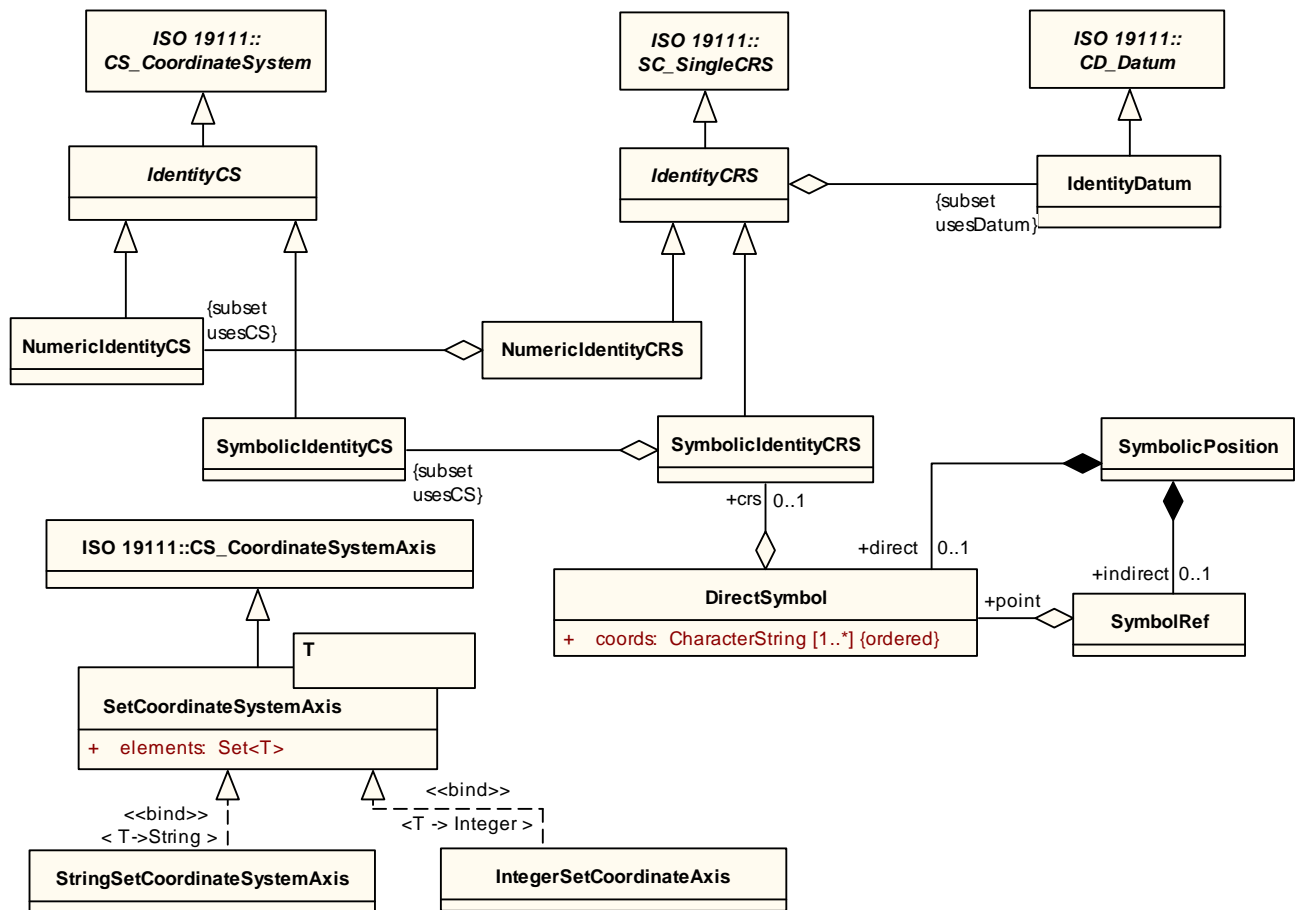 ISO 19111::
CS_CoordinateSystem
ISO 19111::
SC_SingleCRS
ISO 19111::
CD_Datum
IdentityCS
IdentityCRS
IdentityDatum
{subset
usesDatum}
{subset
usesCS}
NumericIdentityCS
NumericIdentityCRS
SymbolicIdentityCS
SymbolicIdentityCRS
SymbolicPosition
{subset
usesCS}
+crs 0..1
ISO 19111::CS_CoordinateSystemAxis
+direct 0..1
+indirect 0..1
DirectSymbol
+point
SymbolRef
+ coords: CharacterString [1..*] {ordered}
T
SetCoordinateSystemAxis
+ elements: Set<T>
<<bind>>
< T->String >
<<bind>>
<T -> Integer >
StringSetCoordinateSystemAxis
IntegerSetCoordinateAxis